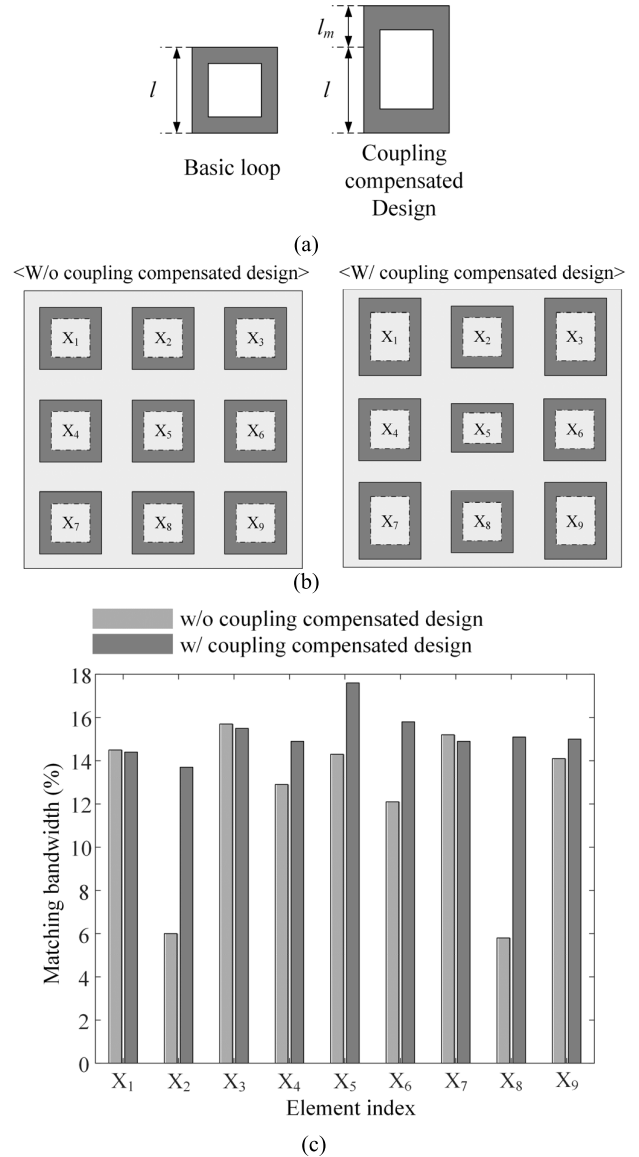 lₘ
l
l
Basic loop
Coupling
compensated
Design
(a)
<W/o coupling compensated design>
<W/ coupling compensated design>
X₁ X₂ X₃
X₄ X₅ X₆
X₇ X₈ X₉
X₁ X₂ X₃
X₄ X₅ X₆
X₇ X₈ X₉
(b)
w/o coupling compensated design
w/ coupling compensated design
18
16
14
12
10
8
6
4
2
0
Matching bandwidth (%)
X₁ X₂ X₃ X₄ X₅ X₆ X₇ X₈ X₉
Element index
(c)